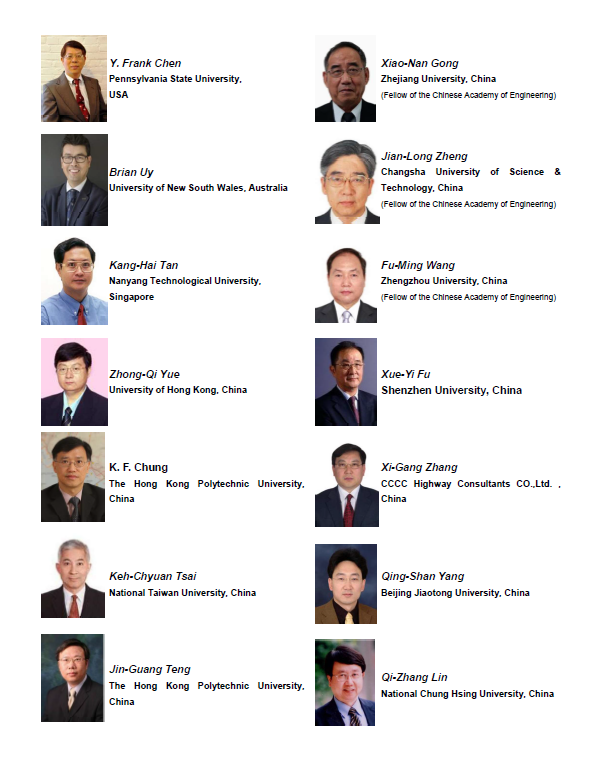 Y. Frank Chen
Pennsylvania State University,
USA
Xiao-Nan Gong
Zhejiang University, China
(Fellow of the Chinese Academy of Engineering)
Brian Uy
University of New South Wales, Australia
Jian-Long Zheng
Changsha University of Science &
Technology, China
(Fellow of the Chinese Academy of Engineering)
Kang-Hai Tan
Nanyang Technological University,
Singapore
Fu-Ming Wang
Zhengzhou University, China
(Fellow of the Chinese Academy of Engineering)
Zhong-Qi Yue
University of Hong Kong, China
Xue-Yi Fu
Shenzhen University, China
K. F. Chung
The Hong Kong Polytechnic University,
China
Xi-Gang Zhang
CCCC Highway Consultants CO.,Ltd. ,
China
Keh-Chyuan Tsai
National Taiwan University, China
Qing-Shan Yang
Beijing Jiaotong University, China
Jin-Guang Teng
The Hong Kong Polytechnic University,
China
Qi-Zhang Lin
National Chung Hsing University, China